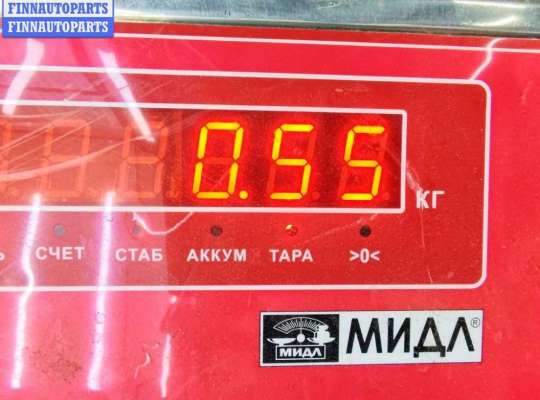 FINNAUTOPARTS
FINNAUTOPARTS
0.55
КГ
СЧЕТ СТАБ АККУМ ТАРА >0<
МИДЛ МИДЛ®